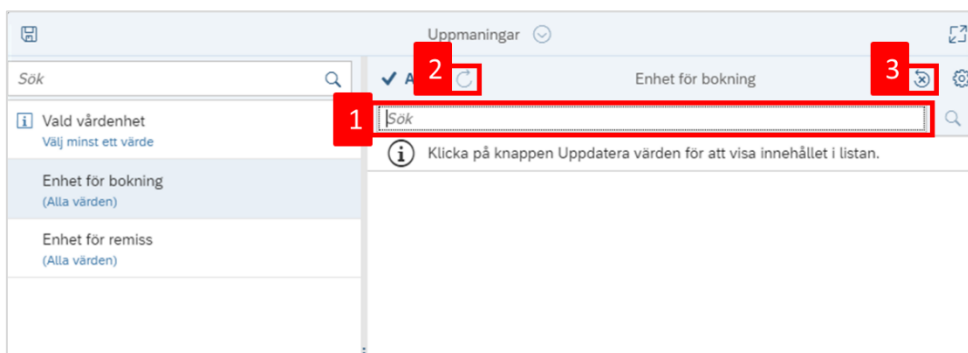 Uppmaningar
Sök
Vald vårdenhet
Välj minst ett värde
Enhet för bokning
(Alla värden)
Enhet för remiss
(Alla värden)
A
2
Enhet för bokning
3
1
Sök
Klicka på knappen Uppdatera värden för att visa innehållet i listan.